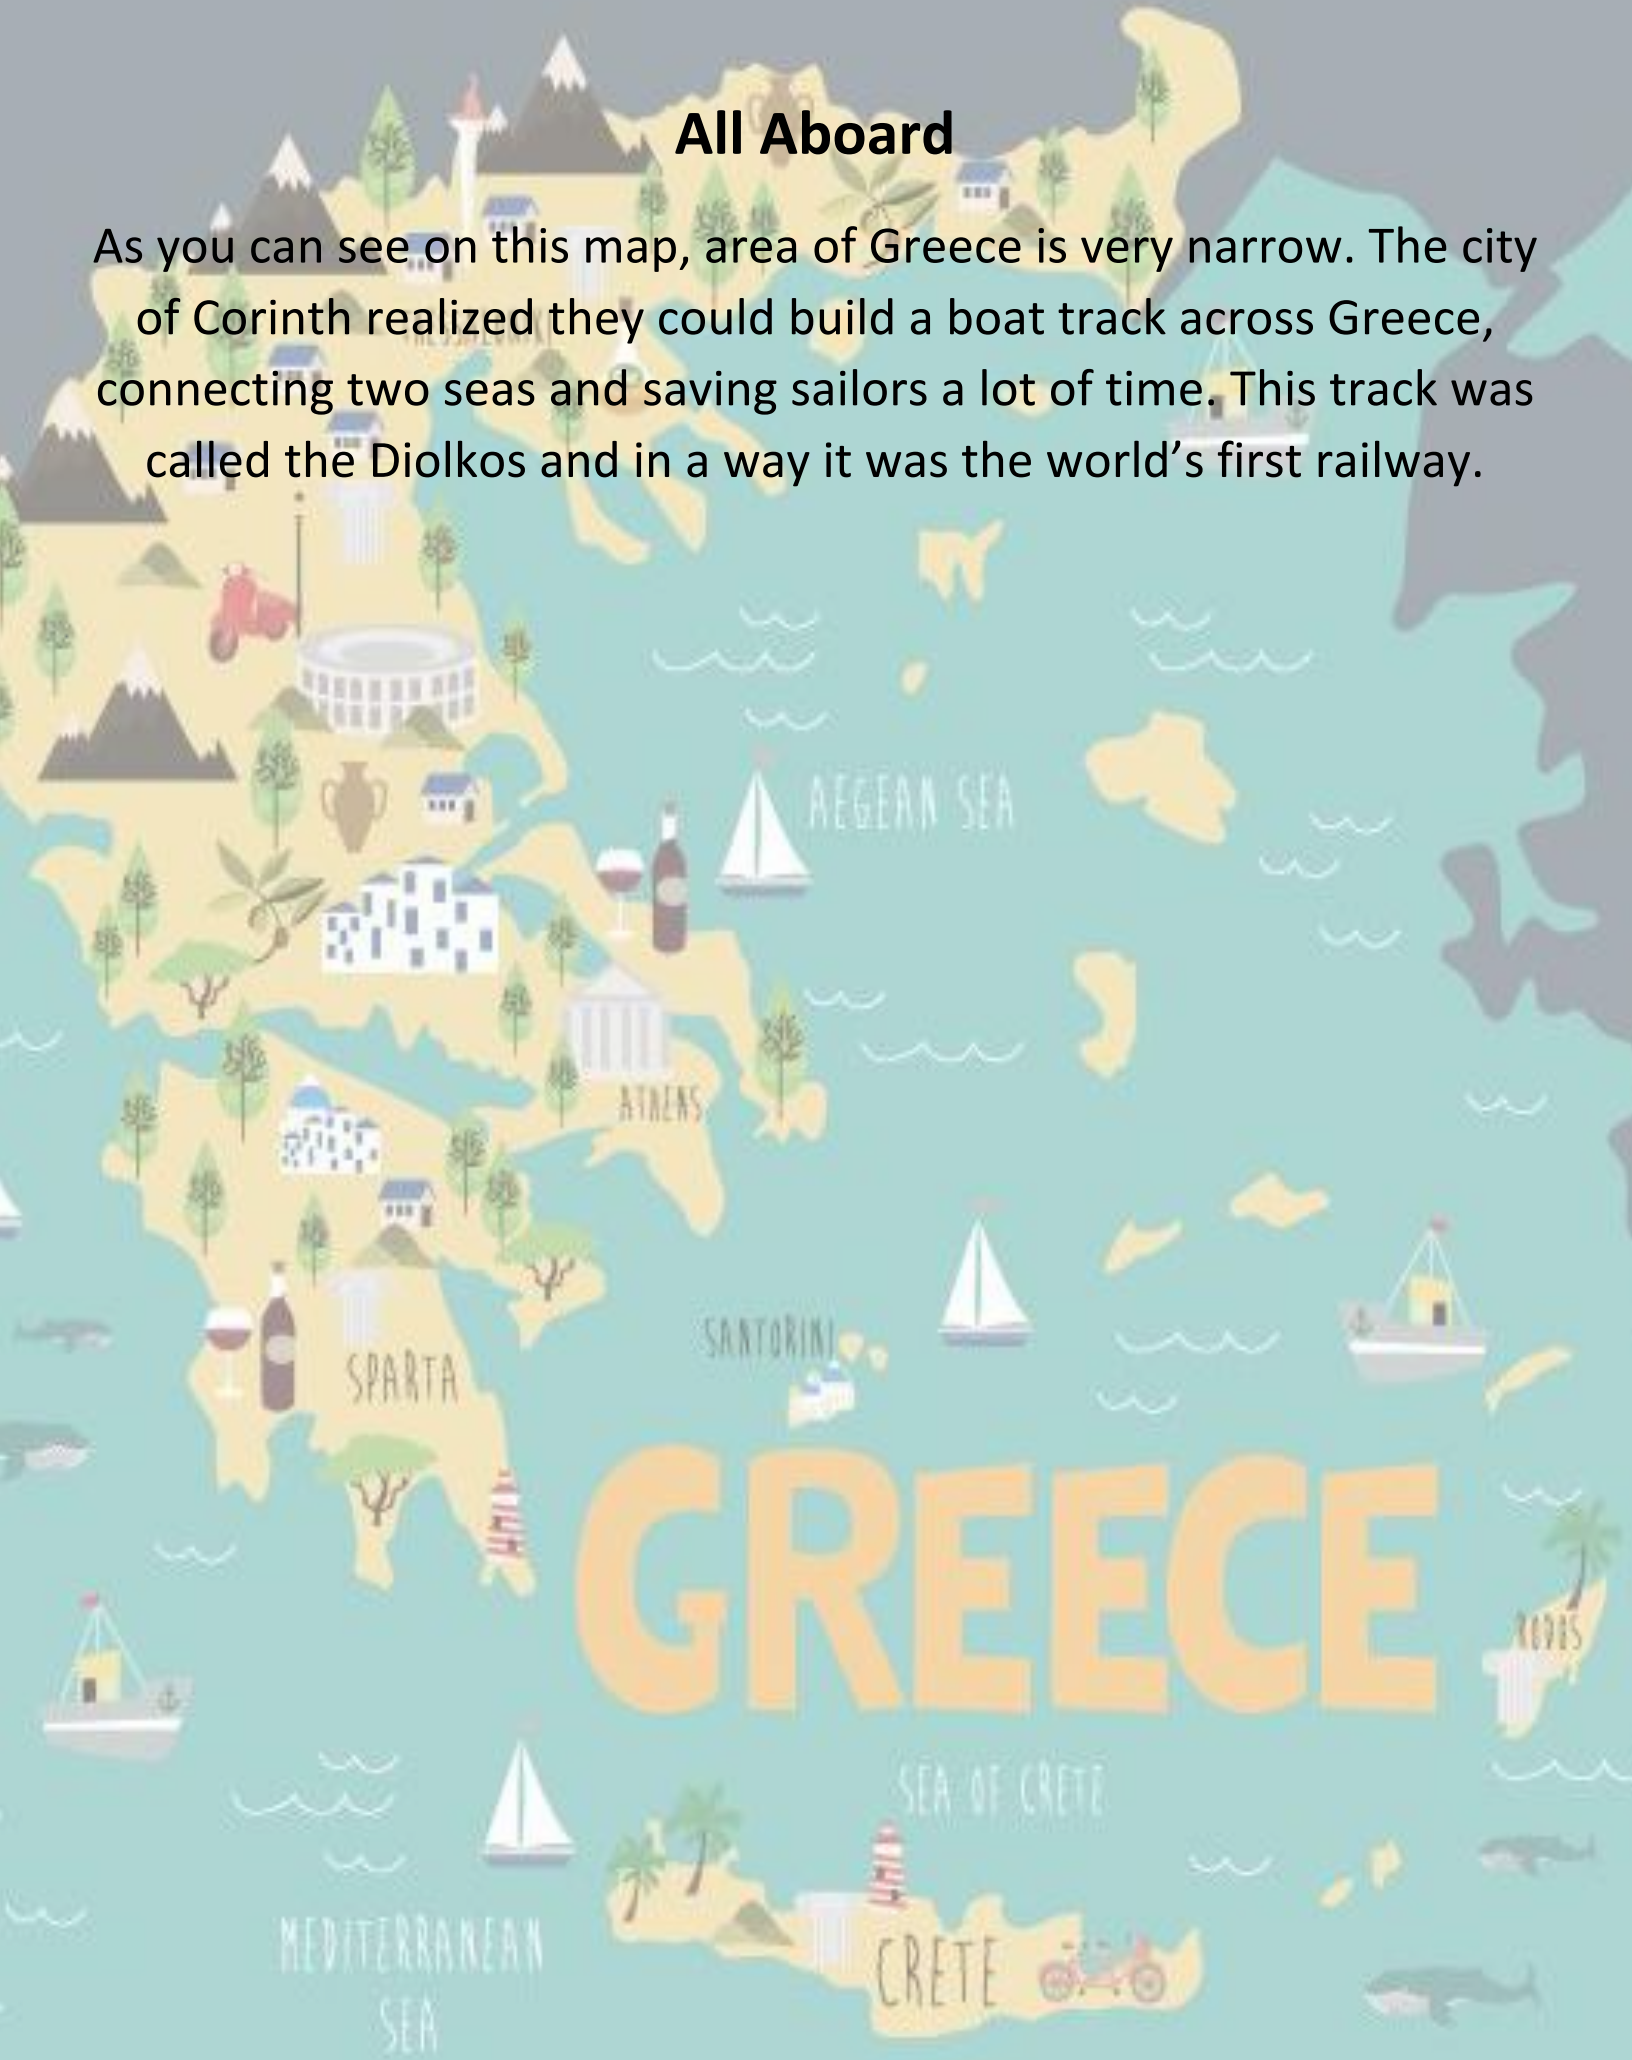 All Aboard
As you can see on this map, area of Greece is very narrow. The city
of Corinth realized they could build a boat track across Greece,
connecting two seas and saving sailors a lot of time. This track was
called the Diolkos and in a way it was the world’s first railway.
THESSALONIKI
AEGEAN SEA
ATHENS
SANTORINI
SPARTA
GREECE
RODOS
SEA OF CRETE
MEDITERRANEAN
SEA
CRETE